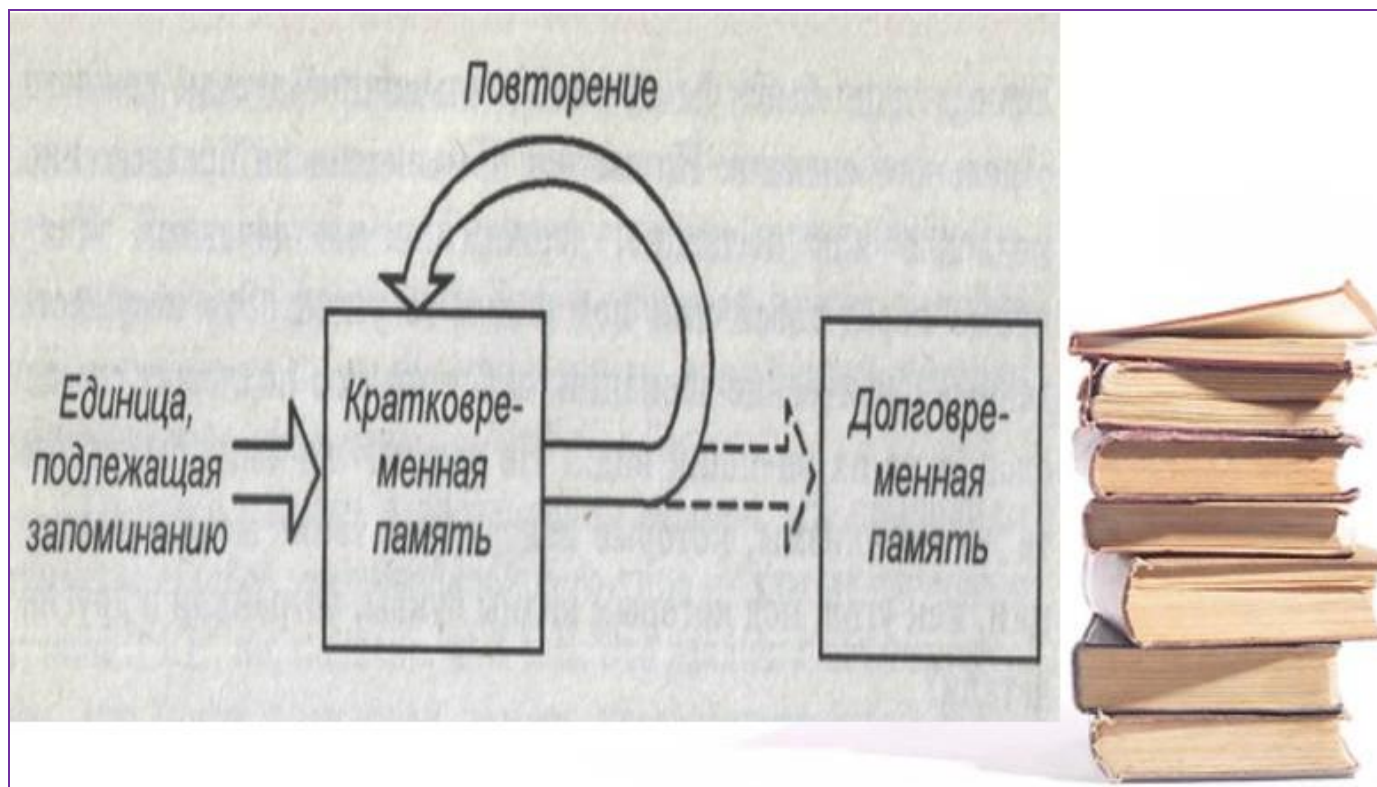 Повторение
Единица,
подлежащая
запоминанию
Кратковре-
менная
память
Долговре-
менная
память